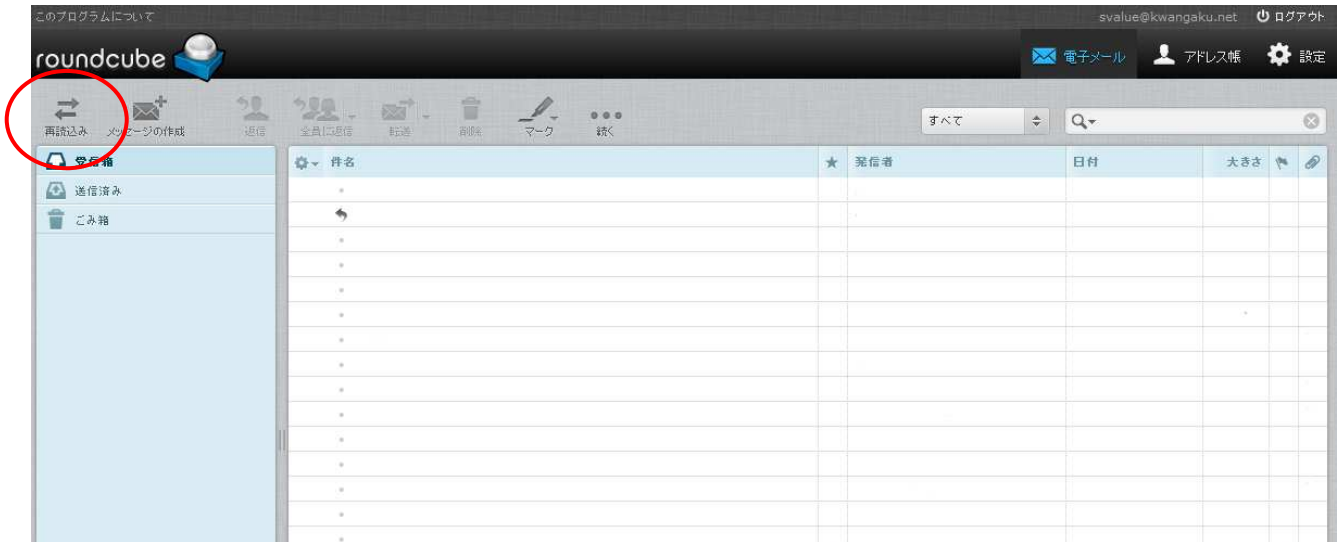 このプログラムについて
svalue@kwangaku.net ログアウト
roundcube
電子メール アドレス帳 設定
再読込み メッセージの作成 返信 全員に返信 転送 削除 マーク 続く
すべて
受信箱
送信済み
ごみ箱
件名 発信者 日付 大きさ